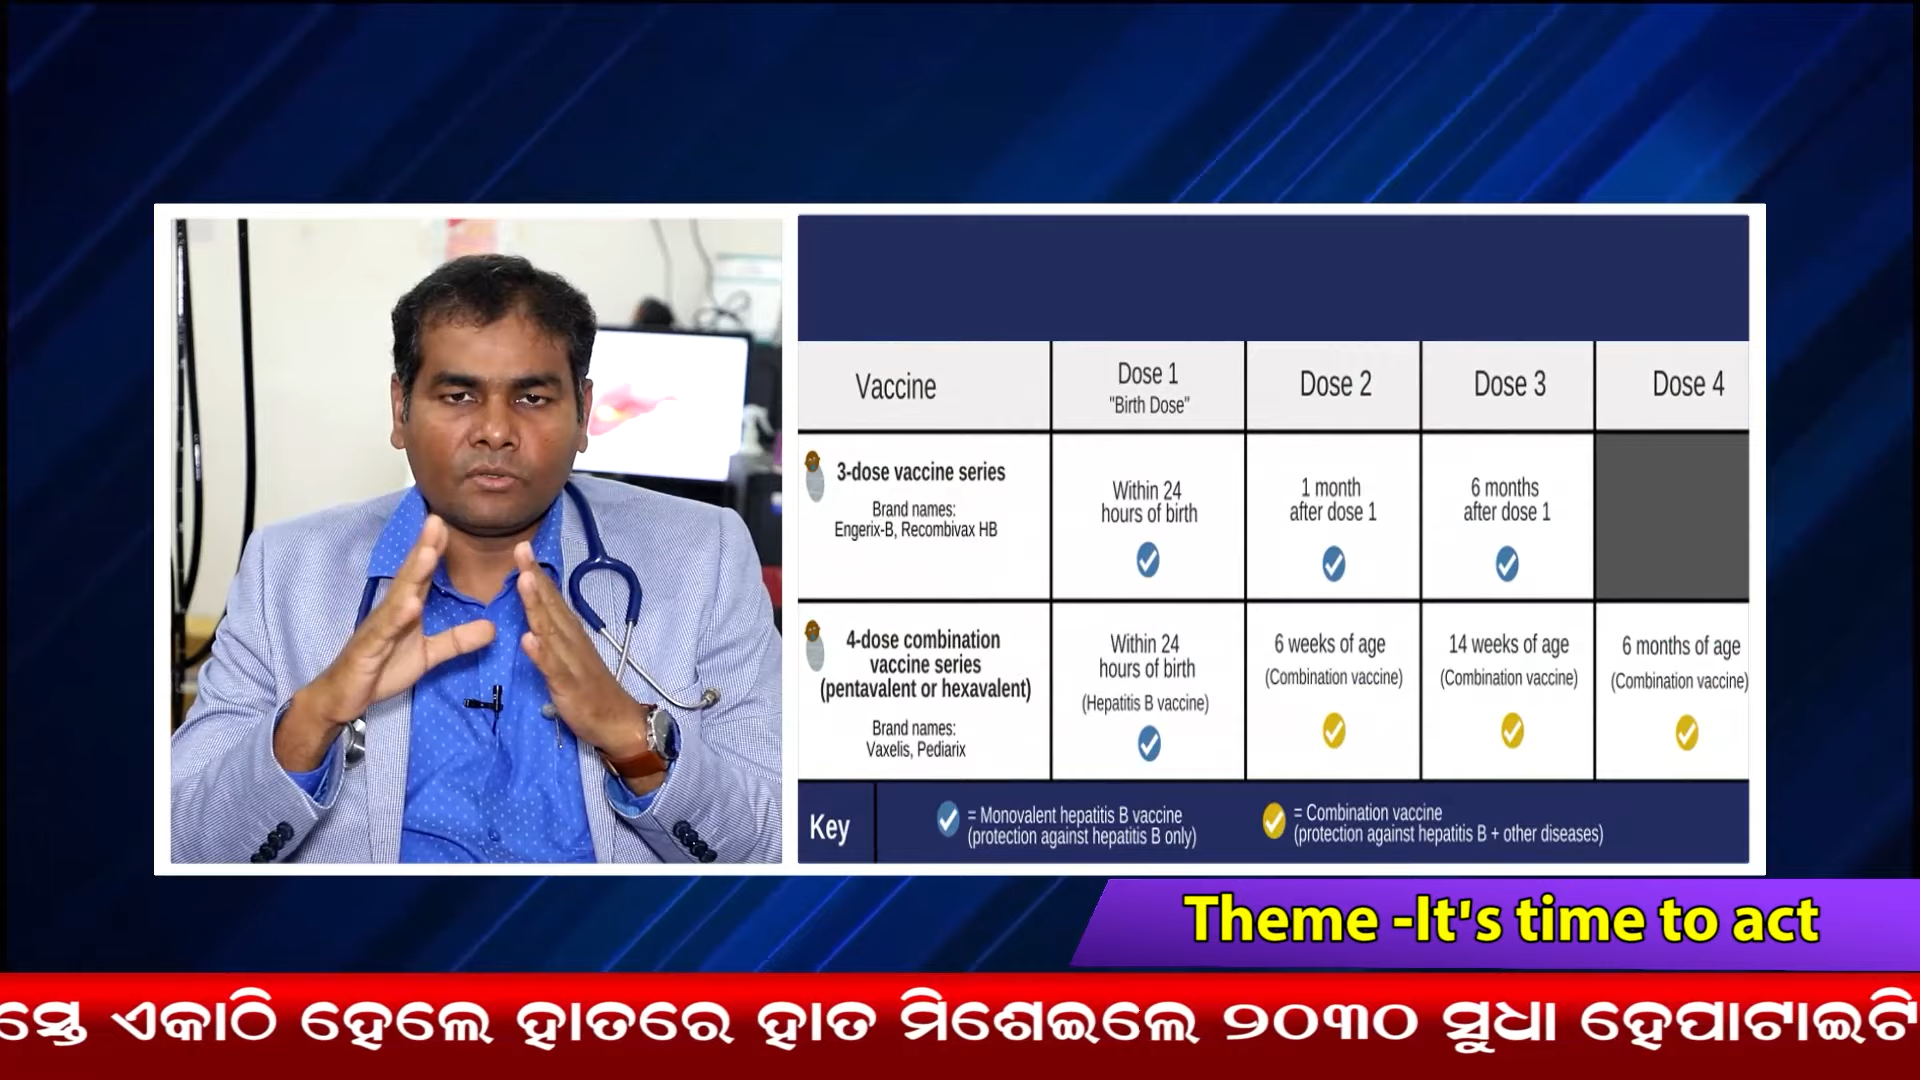 Vaccine
Dose 1
"Birth Dose"
Dose 2
Dose 3
Dose 4
3-dose vaccine series
Brand names:
Engerix-B, Recombivax HB
Within 24
hours of birth
1 month
after dose 1
6 months
after dose 1
4-dose combination
vaccine series
(pentavalent or hexavalent)
Brand names:
Vaxelis, Pediarix
Within 24
hours of birth
(Hepatitis B vaccine)
6 weeks of age
(Combination vaccine)
14 weeks of age
(Combination vaccine)
6 months of age
(Combination vaccine)
Key
= Monovalent hepatitis B vaccine
(protection against hepatitis B only)
= Combination vaccine
(protection against hepatitis B + other diseases)
Theme -It's time to act
ଏକାଠି ହେଲେ ହାତରେ ହାତ ମିଶେଇଲେ ୨୦୩୦ ସୁଧା ହେପାଟାଇଟି